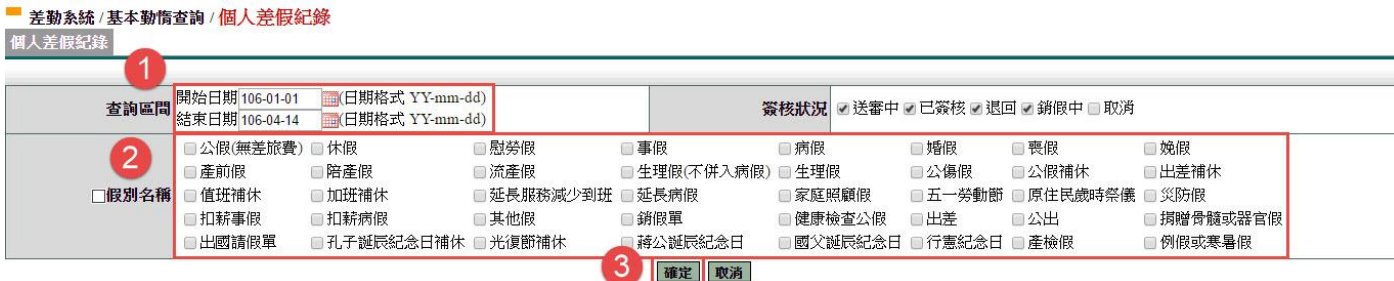 差勤系統 / 基本勤惰查詢 / 個人差假紀錄
個人差假紀錄
1
查詢區間 開始日期 106-01-01 (日期格式 YY-mm-dd) 簽核狀況 送審中 已簽核 退回 銷假中 取消
結束日期 106-04-14 (日期格式 YY-mm-dd)
2
假別名稱
公假(無差旅費) 休假 慰勞假 事假 病假 婚假 喪假 娩假
產前假 陪產假 流產假 生理假(不併入病假) 生理假 公傷假 公假補休 出差補休
值班補休 加班補休 延長服務減少到班 延長病假 家庭照顧假 五一勞動節 原住民歲時祭儀 災防假
扣薪事假 扣薪病假 其他假 銷假單 健康檢查公假 出差 公出 捐贈骨髓或器官假
出國請假單 孔子誕辰紀念日補休 光復節補休 蔣公誕辰紀念日 國父誕辰紀念日 行憲紀念日 產檢假 例假或寒暑假
3 確定 取消